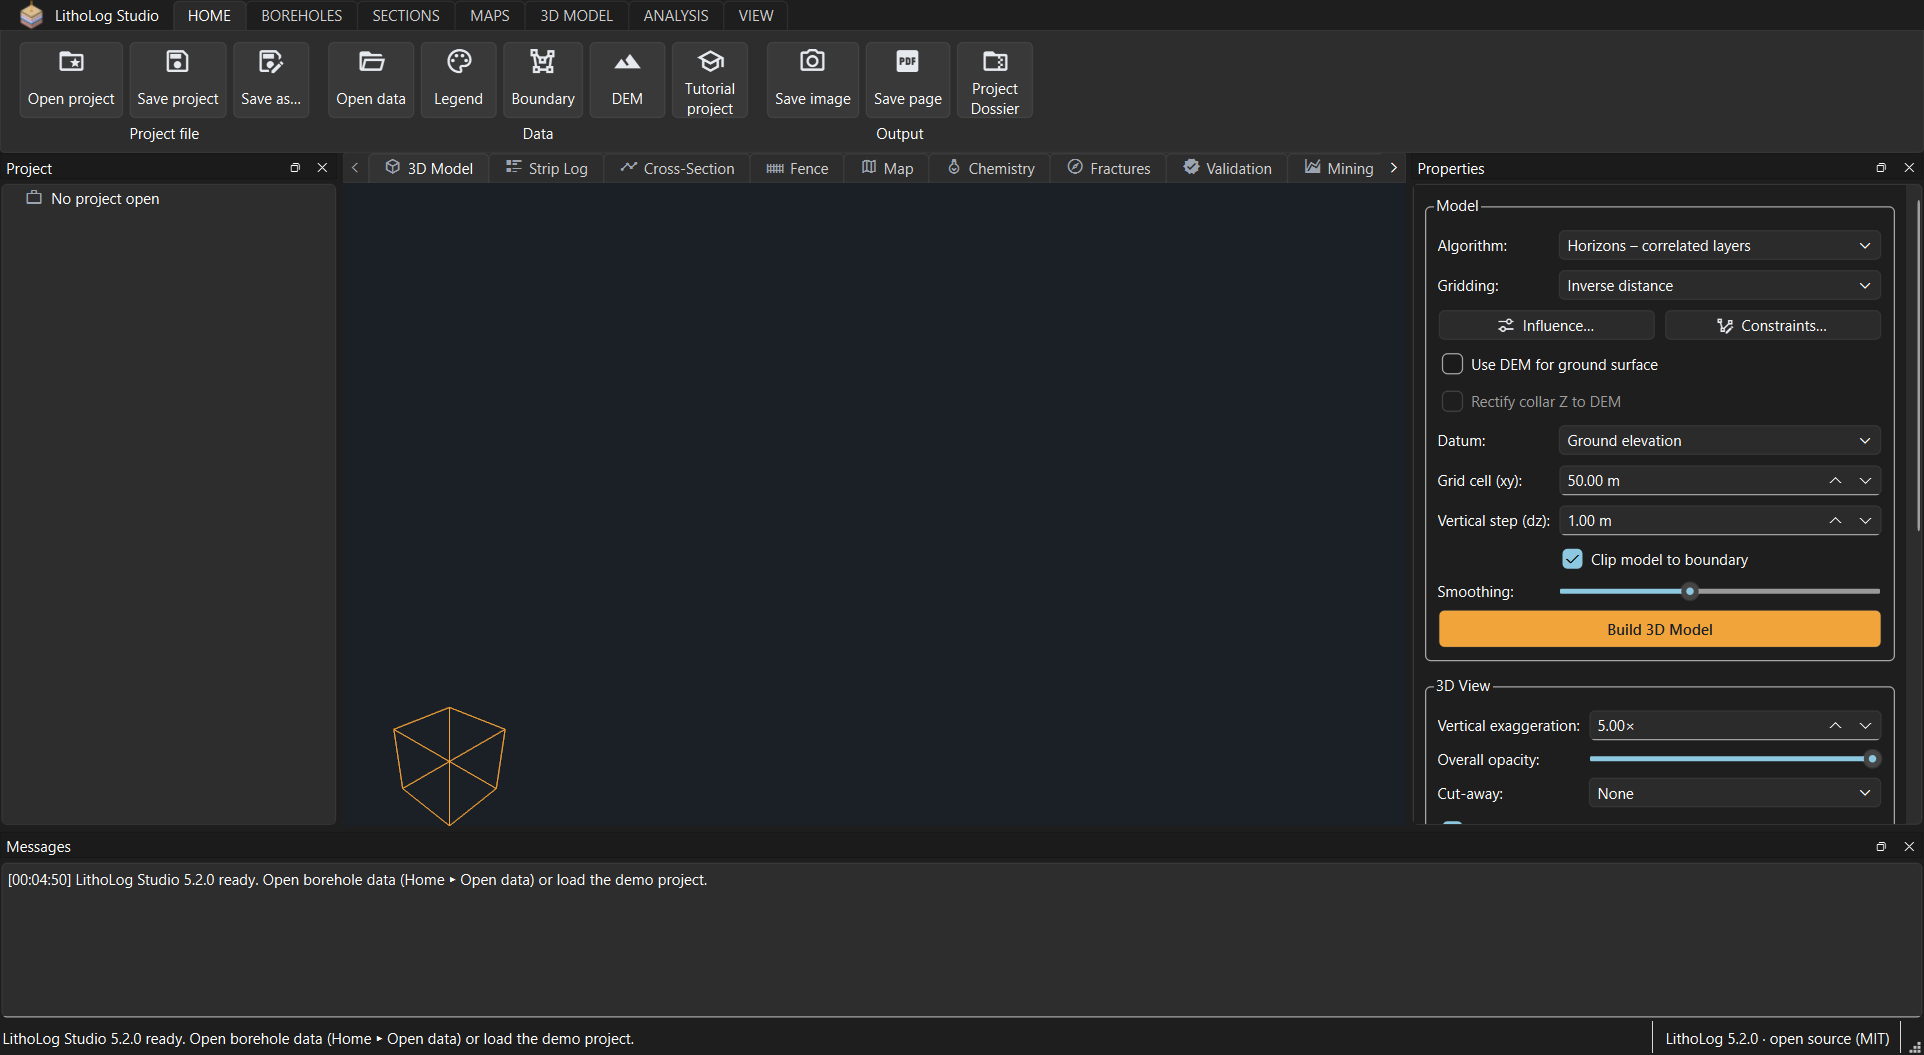 LithoLog Studio
HOME
BOREHOLES
SECTIONS
MAPS
3D MODEL
ANALYSIS
VIEW
Open project
Save project
Save as...
Project file
Open data
Legend
Boundary
DEM
Tutorial
project
Data
Save image
PDF
Save page
Project
Dossier
Output
Project
No project open
3D Model
Strip Log
Cross-Section
Fence
Map
Chemistry
Fractures
Validation
Mining
Properties
Model
Algorithm:
Horizons – correlated layers
Gridding:
Inverse distance
Influence...
Constraints...
Use DEM for ground surface
Rectify collar Z to DEM
Datum:
Ground elevation
Grid cell (xy):
50.00 m
Vertical step (dz):
1.00 m
Clip model to boundary
Smoothing:
Build 3D Model
3D View
Vertical exaggeration:
5.00×
Overall opacity:
Cut-away:
None
Messages
[00:04:50] LithoLog Studio 5.2.0 ready. Open borehole data (Home ‣ Open data) or load the demo project.
LithoLog Studio 5.2.0 ready. Open borehole data (Home ‣ Open data) or load the demo project.
LithoLog 5.2.0 · open source (MIT)